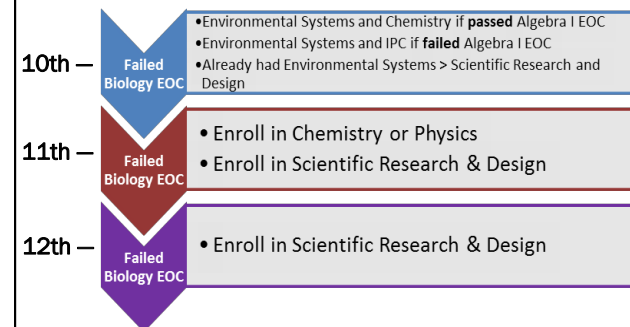 •Environmental Systems and Chemistry if passed Algebra I EOC
•Environmental Systems and IPC if failed Algebra I EOC
•Already had Environmental Systems > Scientific Research and
Design
10th –
Failed
Biology EOC
• Enroll in Chemistry or Physics
• Enroll in Scientific Research & Design
11th –
Failed
Biology EOC
• Enroll in Scientific Research & Design
12th –
Failed
Biology EOC